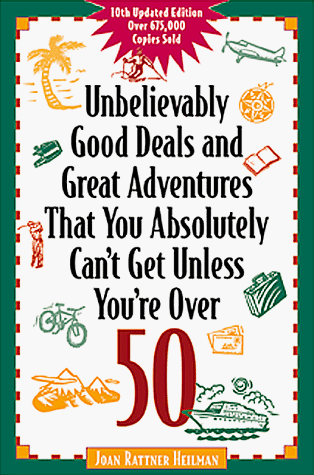 10th Updated Edition
Over 675,000
Copies Sold
Unbelievably
Good Deals and
Great Adventures
That You Absolutely
Can't Get Unless
You're Over
50
Joan Rattner Heilman